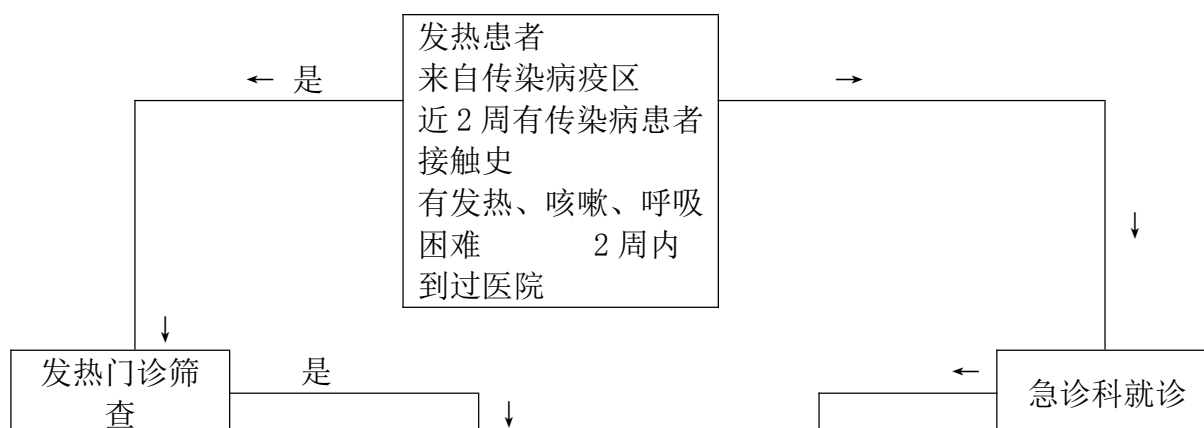 发热患者
← 是
来自传染病疫区
→
近 2 周有传染病患者
接触史
有发热、咳嗽、呼吸
困难 2 周内
↓
到过医院
↓
发热门诊筛
查
是
↓
←
急诊科就诊